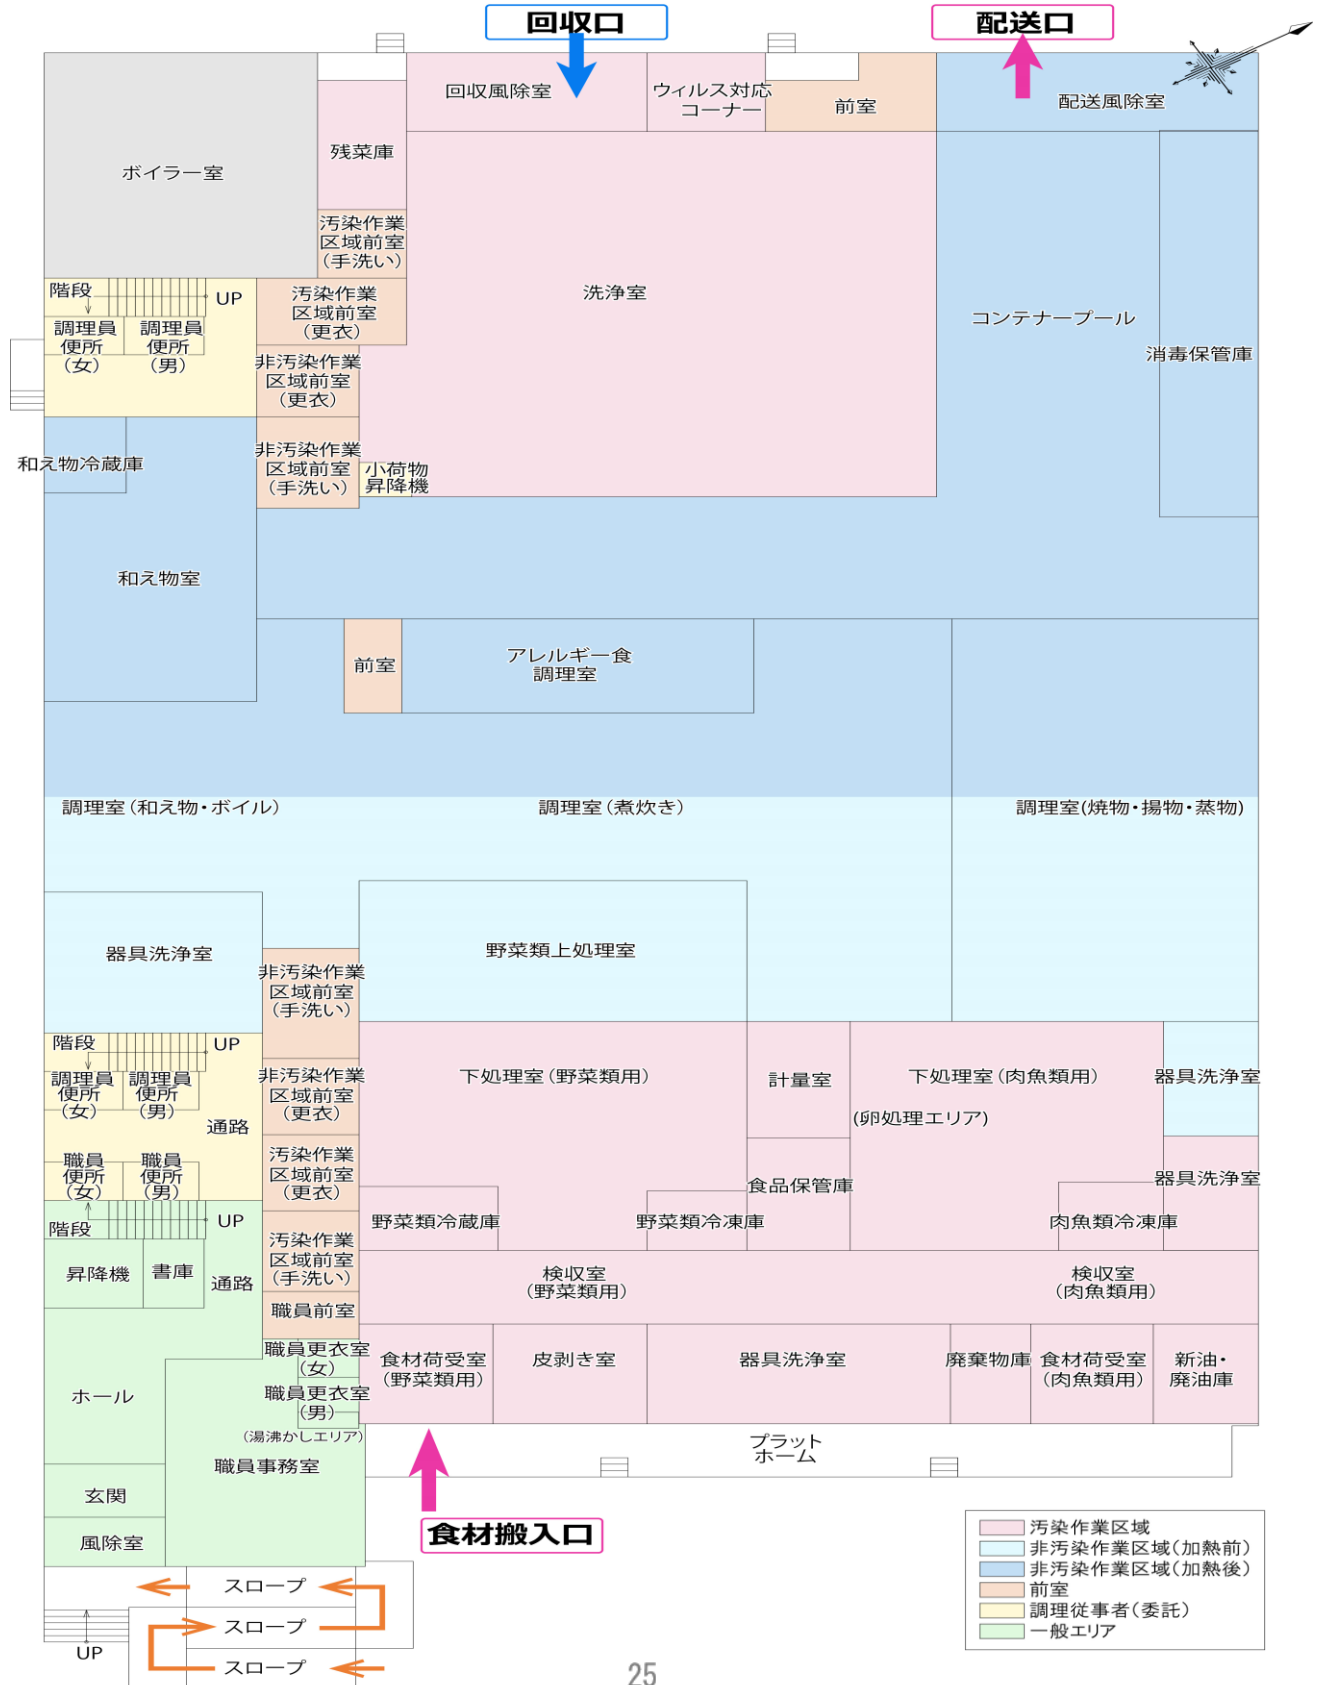 回収口
配送口
回収風除室
ウィルス対応
コーナー
前室
配送風除室
ボイラー室
残菜庫
汚染作業
区域前室
(手洗い)
階段
UP
汚染作業
区域前室
(更衣)
洗浄室
コンテナープール
消毒保管庫
調理員
便所
(女)
調理員
便所
(男)
非汚染作業
区域前室
(更衣)
和え物冷蔵庫
非汚染作業
区域前室
(手洗い)
小荷物
昇降機
和え物室
前室
アレルギー食
調理室
調理室(和え物・ボイル)
調理室(煮炊き)
調理室(焼物・揚物・蒸物)
器具洗浄室
野菜類上処理室
非汚染作業
区域前室
(手洗い)
階段
UP
調理員
便所
(女)
調理員
便所
(男)
通路
非汚染作業
区域前室
(更衣)
下処理室(野菜類用)
計量室
下処理室(肉魚類用)
(卵処理エリア)
器具洗浄室
職員
便所
(女)
職員
便所
(男)
汚染作業
区域前室
(更衣)
食品保管庫
器具洗浄室
階段
UP
野菜類冷蔵庫
野菜類冷凍庫
肉魚類冷凍庫
昇降機
書庫
通路
汚染作業
区域前室
(手洗い)
検収室
(野菜類用)
検収室
(肉魚類用)
職員前室
職員更衣室
(女)
食材荷受室
(野菜類用)
皮剥き室
器具洗浄室
廃棄物庫
食材荷受室
(肉魚類用)
新油・
廃油庫
ホール
職員更衣室
(男)
(湯沸かしエリア)
職員事務室
プラット
ホーム
玄関
風除室
食材搬入口
スロープ
スロープ
スロープ
UP
汚染作業区域
非汚染作業区域(加熱前)
非汚染作業区域(加熱後)
前室
調理従事者(委託)
一般エリア
25